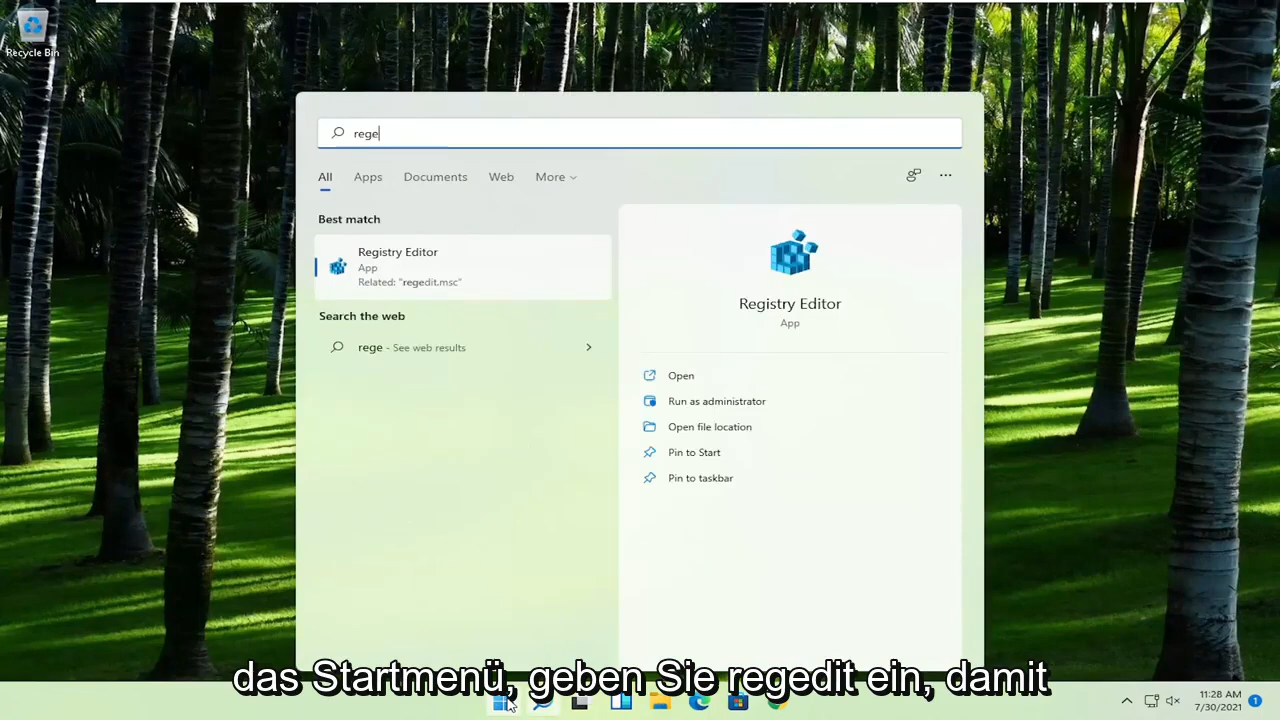 Recycle Bin
rege
All Apps Documents Web More
Best match
Registry Editor
App
Related: "regedit.msc"
Search the web
rege - See web results
Registry Editor
App
Open
Run as administrator
Open file location
Pin to Start
Pin to taskbar
das Startmenü, geben Sie regedit ein, damit
11:28 AM
7/30/2021
1